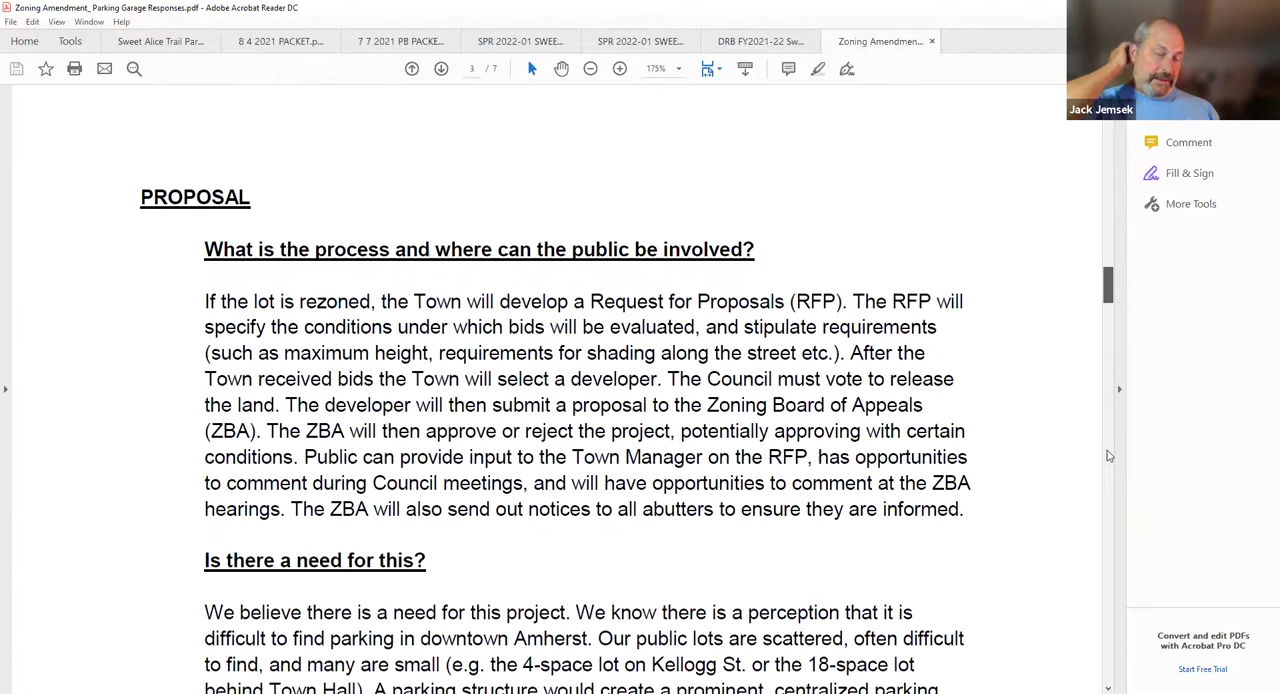 Zoning Amendment_ Parking Garage Responses.pdf - Adobe Acrobat Reader DC
File Edit View Window Help
Home Tools Sweet Alice Trail Par... 8 4 2021 PACKET.p... 7 7 2021 PB PACKE... SPR 2022-01 SWEE... SPR 2022-01 SWEE... DRB FY2021-22 Sw... Zoning Amendmen... ×
3 / 7 175%
Jack Jemsek
Comment
Fill & Sign
More Tools
PROPOSAL
What is the process and where can the public be involved?
If the lot is rezoned, the Town will develop a Request for Proposals (RFP). The RFP will
specify the conditions under which bids will be evaluated, and stipulate requirements
(such as maximum height, requirements for shading along the street etc.). After the
Town received bids the Town will select a developer. The Council must vote to release
the land. The developer will then submit a proposal to the Zoning Board of Appeals
(ZBA). The ZBA will then approve or reject the project, potentially approving with certain
conditions. Public can provide input to the Town Manager on the RFP, has opportunities
to comment during Council meetings, and will have opportunities to comment at the ZBA
hearings. The ZBA will also send out notices to all abutters to ensure they are informed.
Is there a need for this?
We believe there is a need for this project. We know there is a perception that it is
difficult to find parking in downtown Amherst. Our public lots are scattered, often difficult
to find, and many are small (e.g. the 4-space lot on Kellogg St. or the 18-space lot
behind Town Hall). A parking structure would create a prominent, centralized parking
Convert and edit PDFs
with Acrobat Pro DC
Start Free Trial